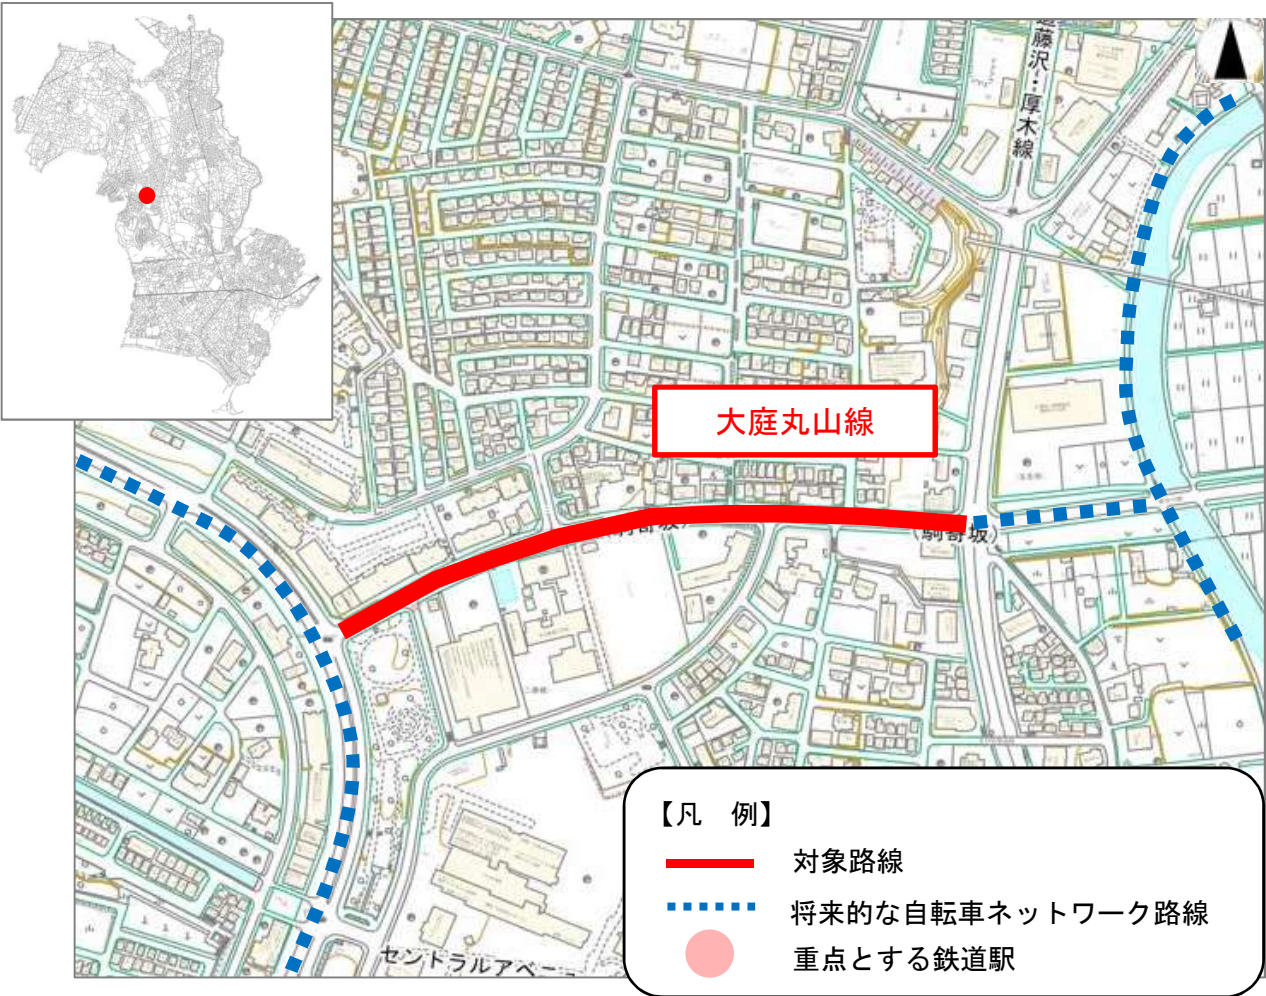 藤沢・厚木線
大庭丸山線
(駒寄坂)
セントラルアベニュー
【凡　例】
対象路線
将来的な自転車ネットワーク路線
重点とする鉄道駅